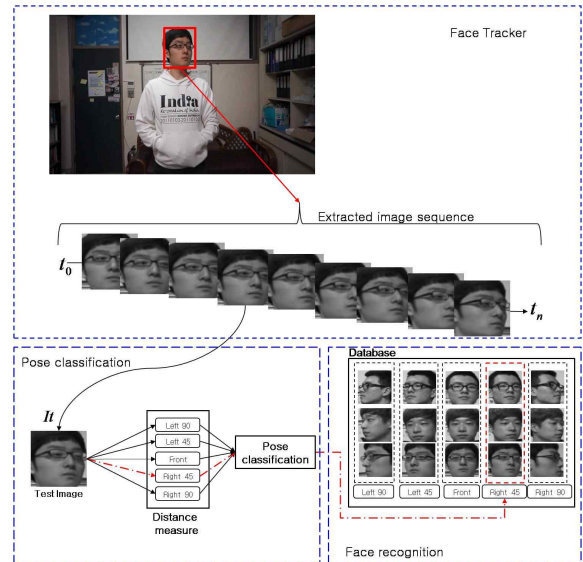 Face Tracker
India
Extracted image sequence
t0
tn
Pose classification
It
Test Image
Left 90
Left 45
Front
Right 45
Right 90
Distance
measure
Pose
classification
Database
Left 90
Left 45
Front
Right 45
Right 90
Face recognition